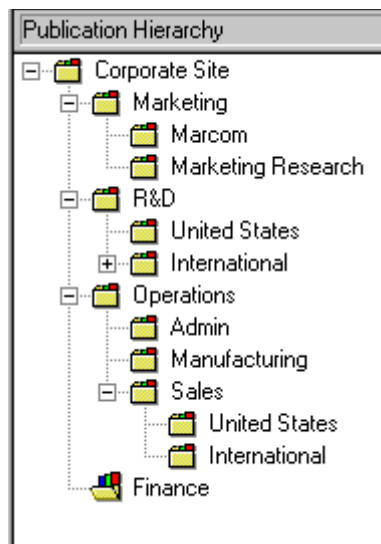 Publication Hierarchy
Corporate Site
Marketing
Marcom
Marketing Research
R&D
United States
International
Operations
Admin
Manufacturing
Sales
United States
International
Finance